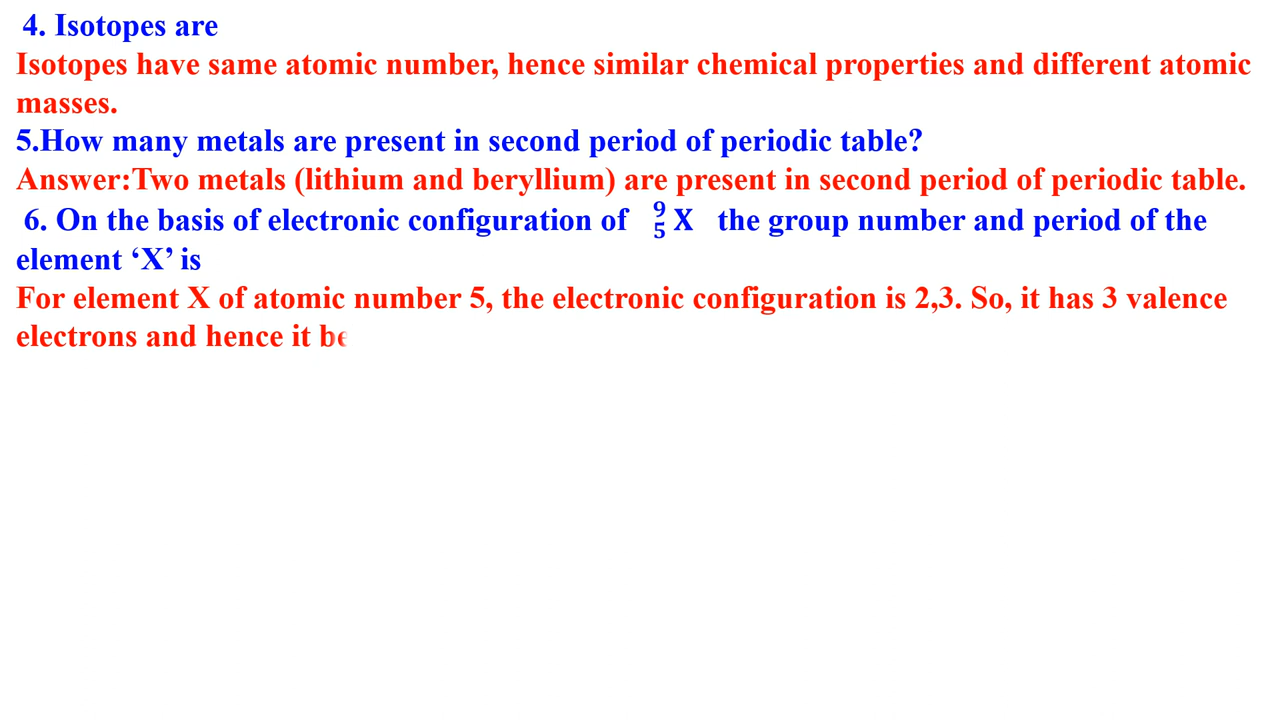 4. Isotopes are
Isotopes have same atomic number, hence similar chemical properties and different atomic
masses.
5.How many metals are present in second period of periodic table?
Answer:Two metals (lithium and beryllium) are present in second period of periodic table.
6. On the basis of electronic configuration of ⁹₅X the group number and period of the
element ‘X’ is
For element X of atomic number 5, the electronic configuration is 2,3. So, it has 3 valence
electrons and hence it be